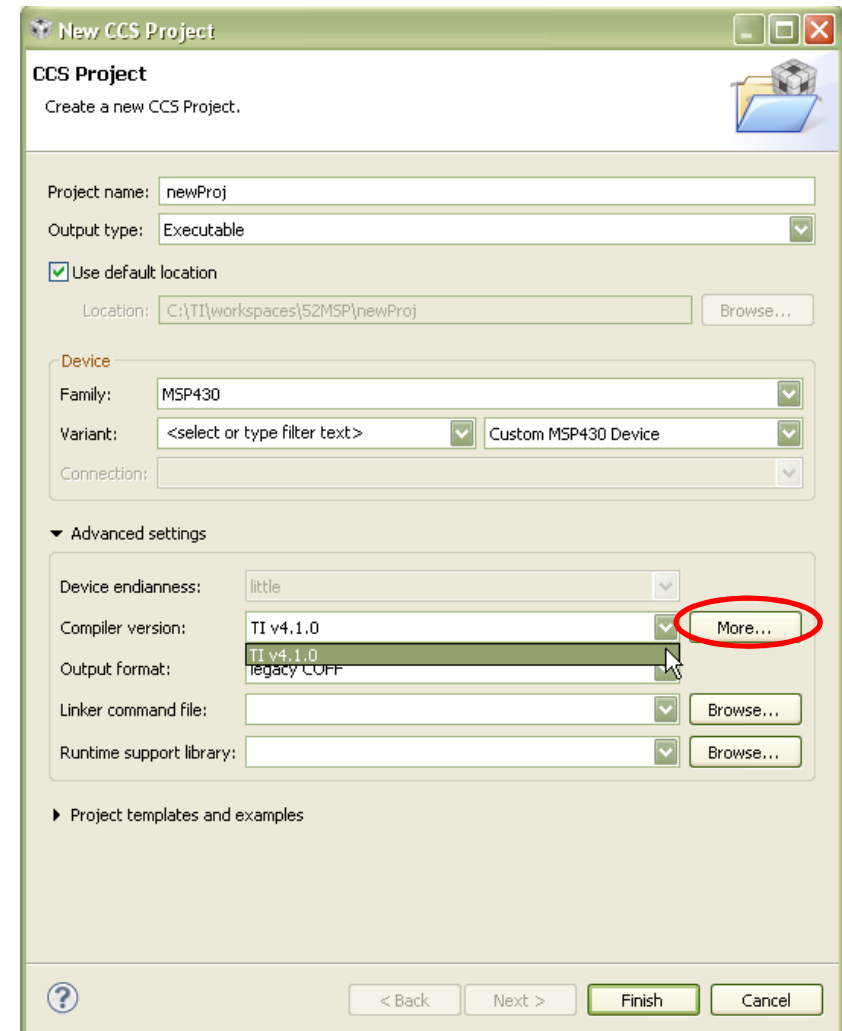 New CCS Project
CCS Project
Create a new CCS Project.
Project name: newProj
Output type: Executable
Use default location
Location: C:\TI\workspaces\52MSP\newProj Browse...
Device
Family: MSP430
Variant: <select or type filter text> Custom MSP430 Device
Connection:
Advanced settings
Device endianness: little
Compiler version: TI v4.1.0 More...
TI v4.1.0
Output format: legacy COFF
Linker command file: Browse...
Runtime support library: Browse...
Project templates and examples
? < Back Next > Finish Cancel